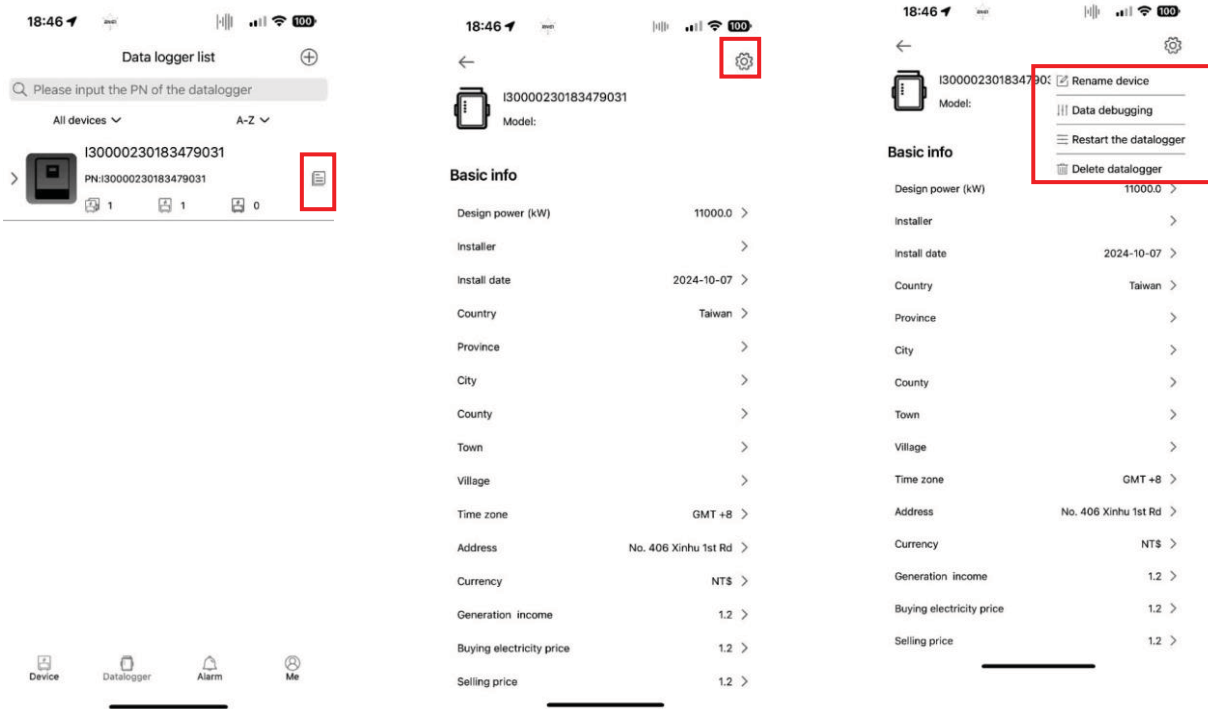 18:46
100
Data logger list
Please input the PN of the datalogger
All devices
A-Z
I30000230183479031
PN:I30000230183479031
1
1
0
Device
Datalogger
Alarm
Me
18:46
100
I30000230183479031
Model:
Basic info
Design power (kW) 11000.0
Installer
Install date 2024-10-07
Country Taiwan
Province
City
County
Town
Village
Time zone GMT +8
Address No. 406 Xinhu 1st Rd
Currency NT$
Generation income 1.2
Buying electricity price 1.2
Selling price 1.2
18:46
100
I3000023018347903
Model:
Rename device
Data debugging
Restart the datalogger
Delete datalogger
Basic info
Design power (kW) 11000.0
Installer
Install date 2024-10-07
Country Taiwan
Province
City
County
Town
Village
Time zone GMT +8
Address No. 406 Xinhu 1st Rd
Currency NT$
Generation income 1.2
Buying electricity price 1.2
Selling price 1.2